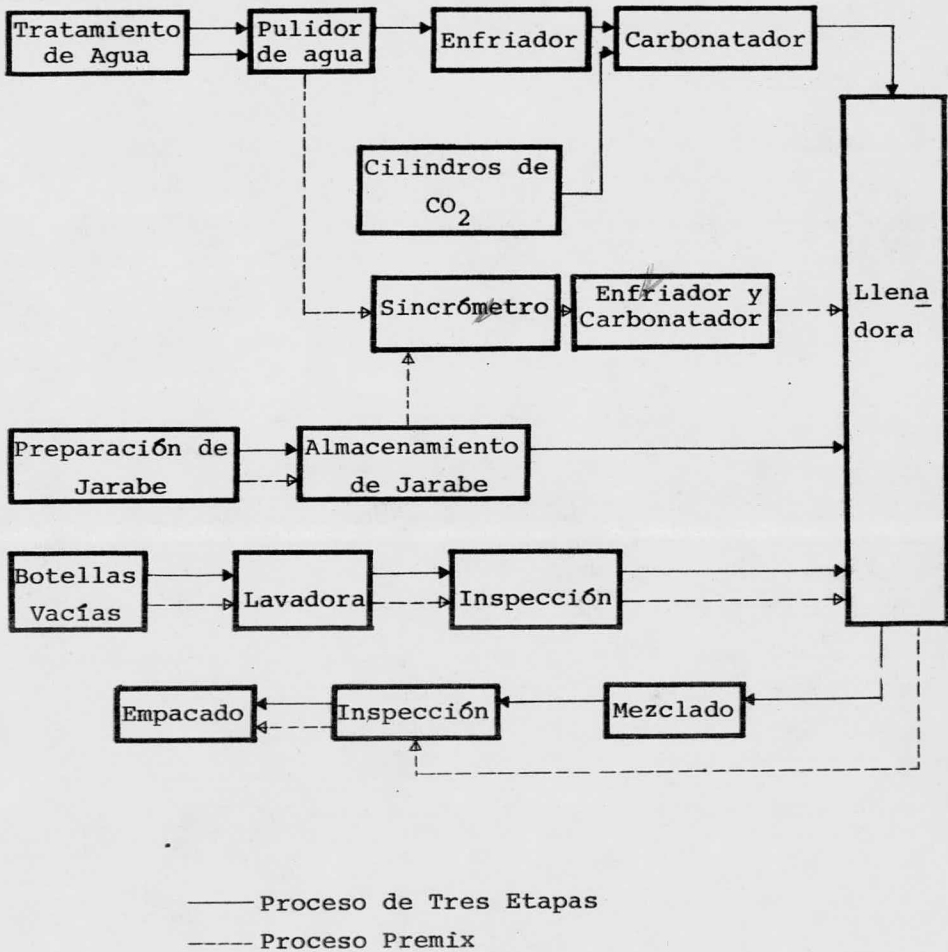 Tratamiento
de Agua
Pulidor
de agua
Enfriador
Carbonatador
Cilindros de
CO2
Sincrómetro
Enfriador y
Carbonatador
Llena
dora
Preparación de
Jarabe
Almacenamiento
de Jarabe
Botellas
Vacías
Lavadora
Inspección
Empacado
Inspección
Mezclado
Proceso de Tres Etapas
Proceso Premix